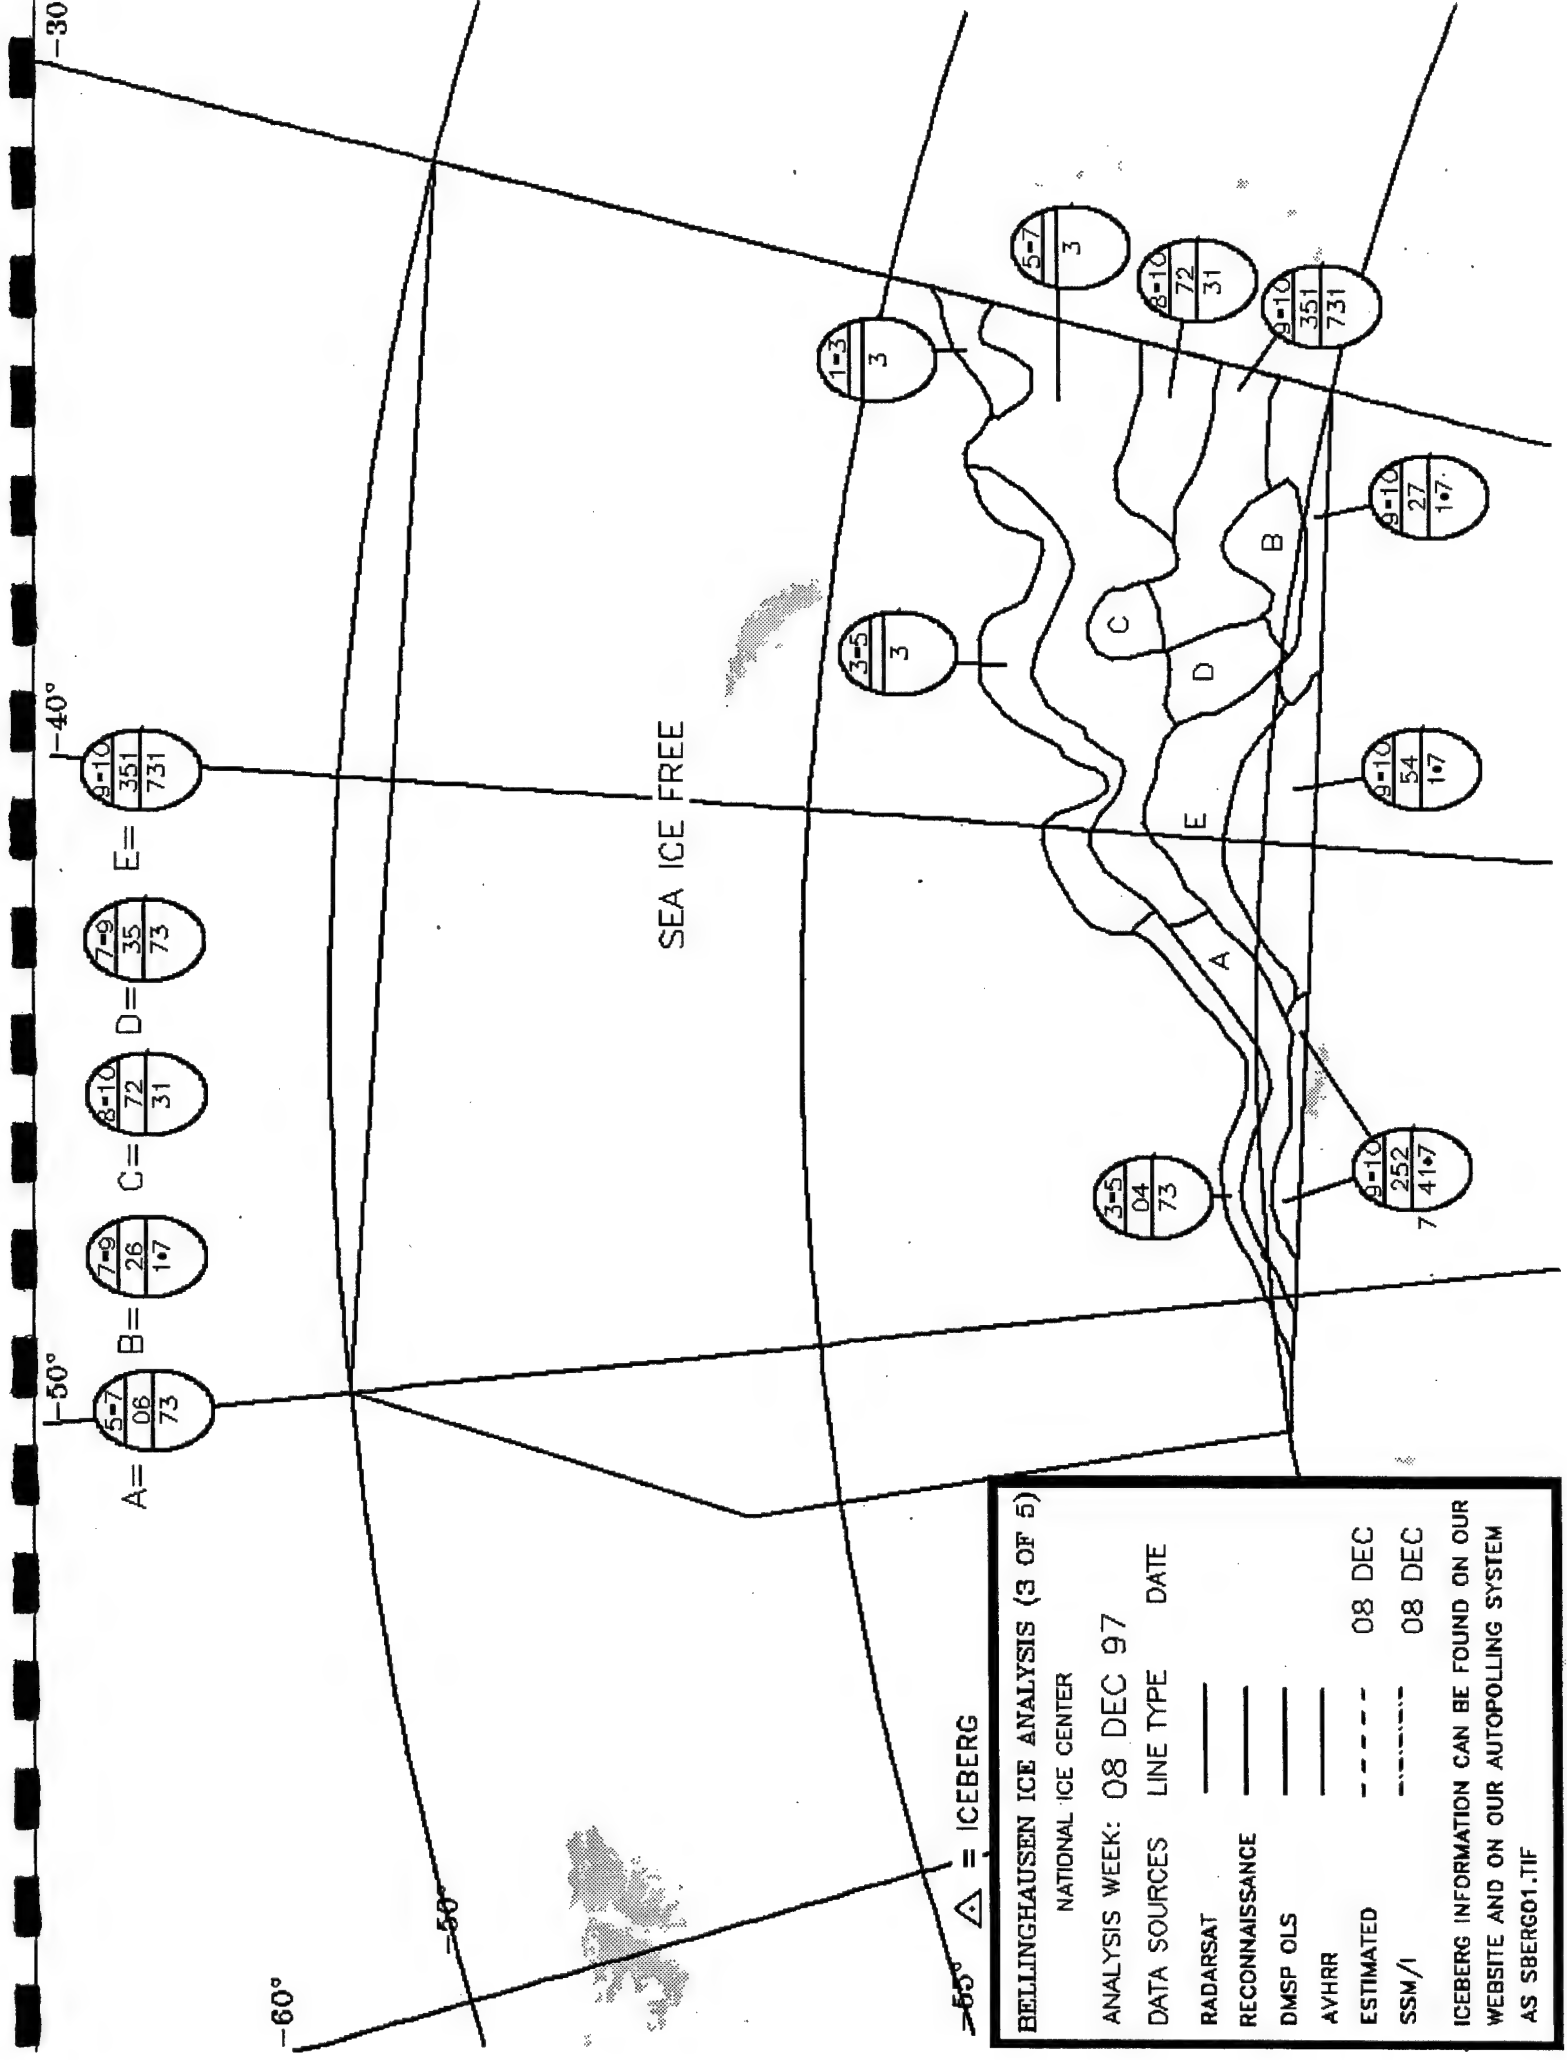 -60°
-50°
-40°
-30
A=
5-7
06
73
B=
7-9
26
1•7
C=
8-10
72
31
D=
7-9
35
73
E=
9-10
351
731
-50°
-55°
SEA ICE FREE
3-5
3
1-3
3
5-7
3
8-10
72
31
9-10
351
731
9-10
27
1•7
9-10
54
1•7
3-5
04
73
9-10
252
41•7
7
A
B
C
D
E
= ICEBERG
BELLINGHAUSEN ICE ANALYSIS (3 OF 5)
NATIONAL ICE CENTER
ANALYSIS WEEK: 08 DEC 97
DATA SOURCES LINE TYPE DATE
RADARSAT
RECONNAISSANCE
DMSP OLS
AVHRR
ESTIMATED 08 DEC
SSM/I 08 DEC
ICEBERG INFORMATION CAN BE FOUND ON OUR
WEBSITE AND ON OUR AUTOPOLLING SYSTEM
AS SBERG01.TIF